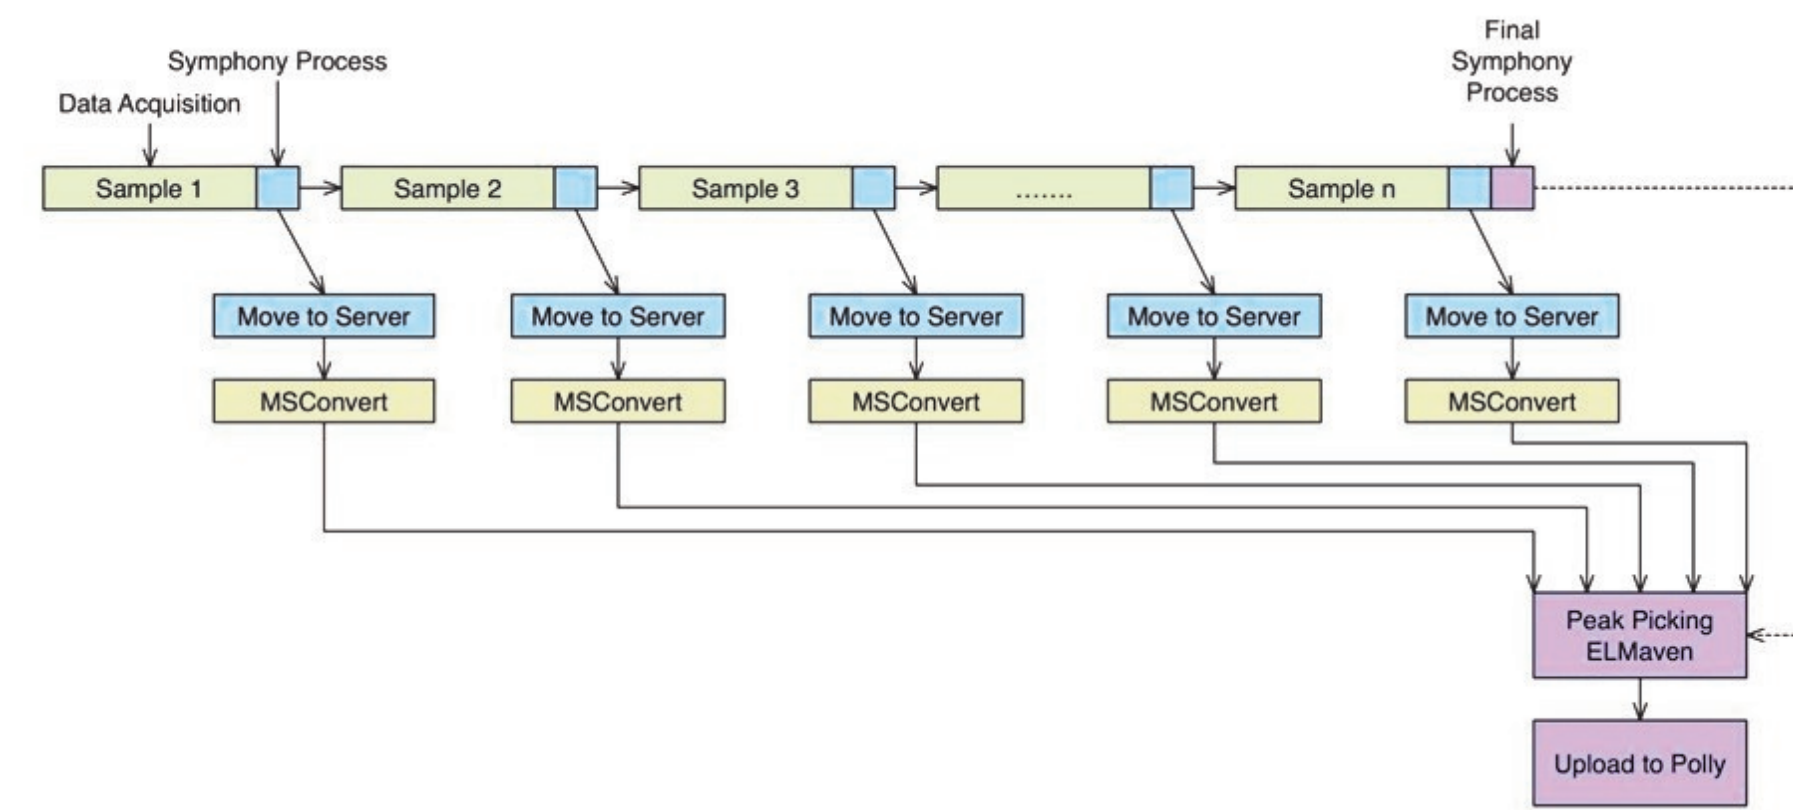 Final
Symphony
Process
Symphony Process
Data Acquisition
Sample 1
Sample 2
Sample 3
.......
Sample n
Move to Server
Move to Server
Move to Server
Move to Server
Move to Server
MSConvert
MSConvert
MSConvert
MSConvert
MSConvert
Peak Picking
ELMaven
Upload to Polly